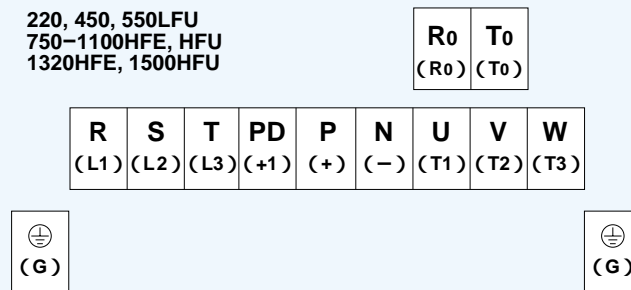 220, 450, 550LFU
750−1100HFE, HFU
1320HFE, 1500HFU
R0 T0
(R0) (T0)
R S T PD P N U V W
(L1) (L2) (L3) (+1) (+) (−) (T1) (T2) (T3)
(G) (G)